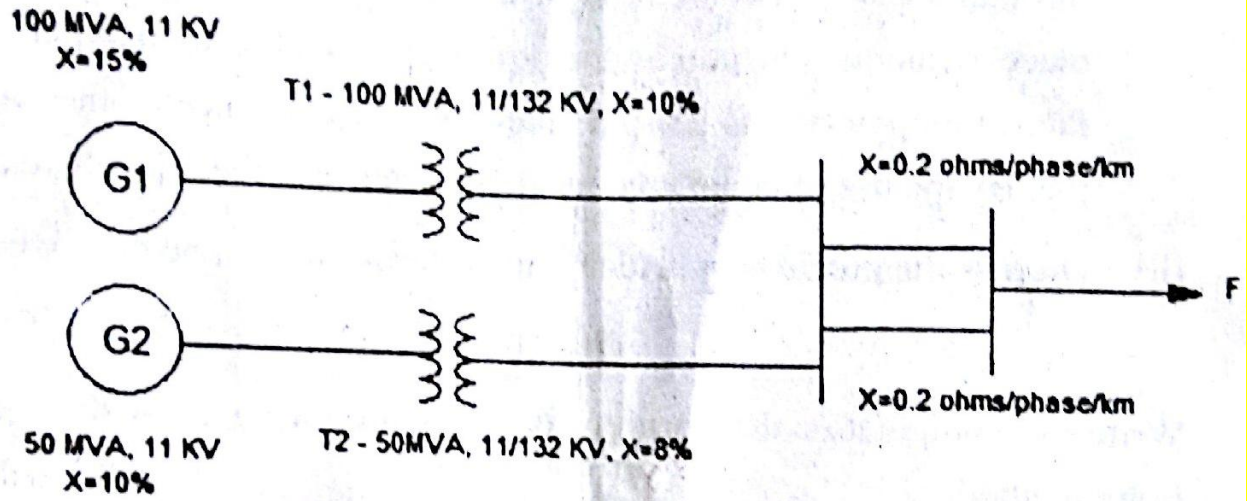 100 MVA, 11 KV
X=15%
T1 - 100 MVA, 11/132 KV, X=10%
G1
X=0.2 ohms/phase/km
F
G2
X=0.2 ohms/phase/km
50 MVA, 11 KV
X=10%
T2 - 50MVA, 11/132 KV, X=8%